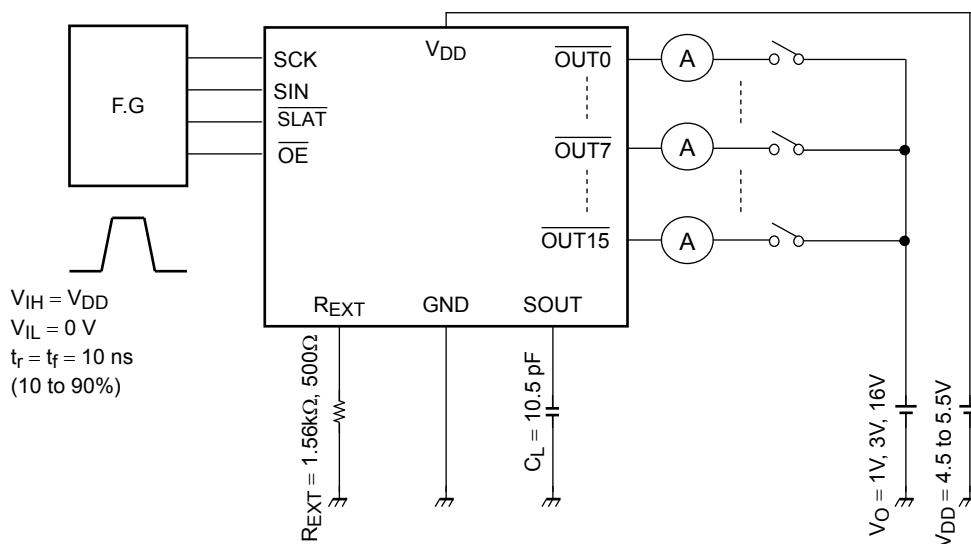 F.G
SCK
SIN
SLAT
OE
VDD
OUT0
A
OUT7
A
OUT15
A
REXT
GND
SOUT
VIH = VDD
VIL = 0 V
tr = tf = 10 ns
(10 to 90%)
REXT = 1.56kΩ, 500Ω
CL = 10.5 pF
VO = 1V, 3V, 16V
VDD = 4.5 to 5.5V